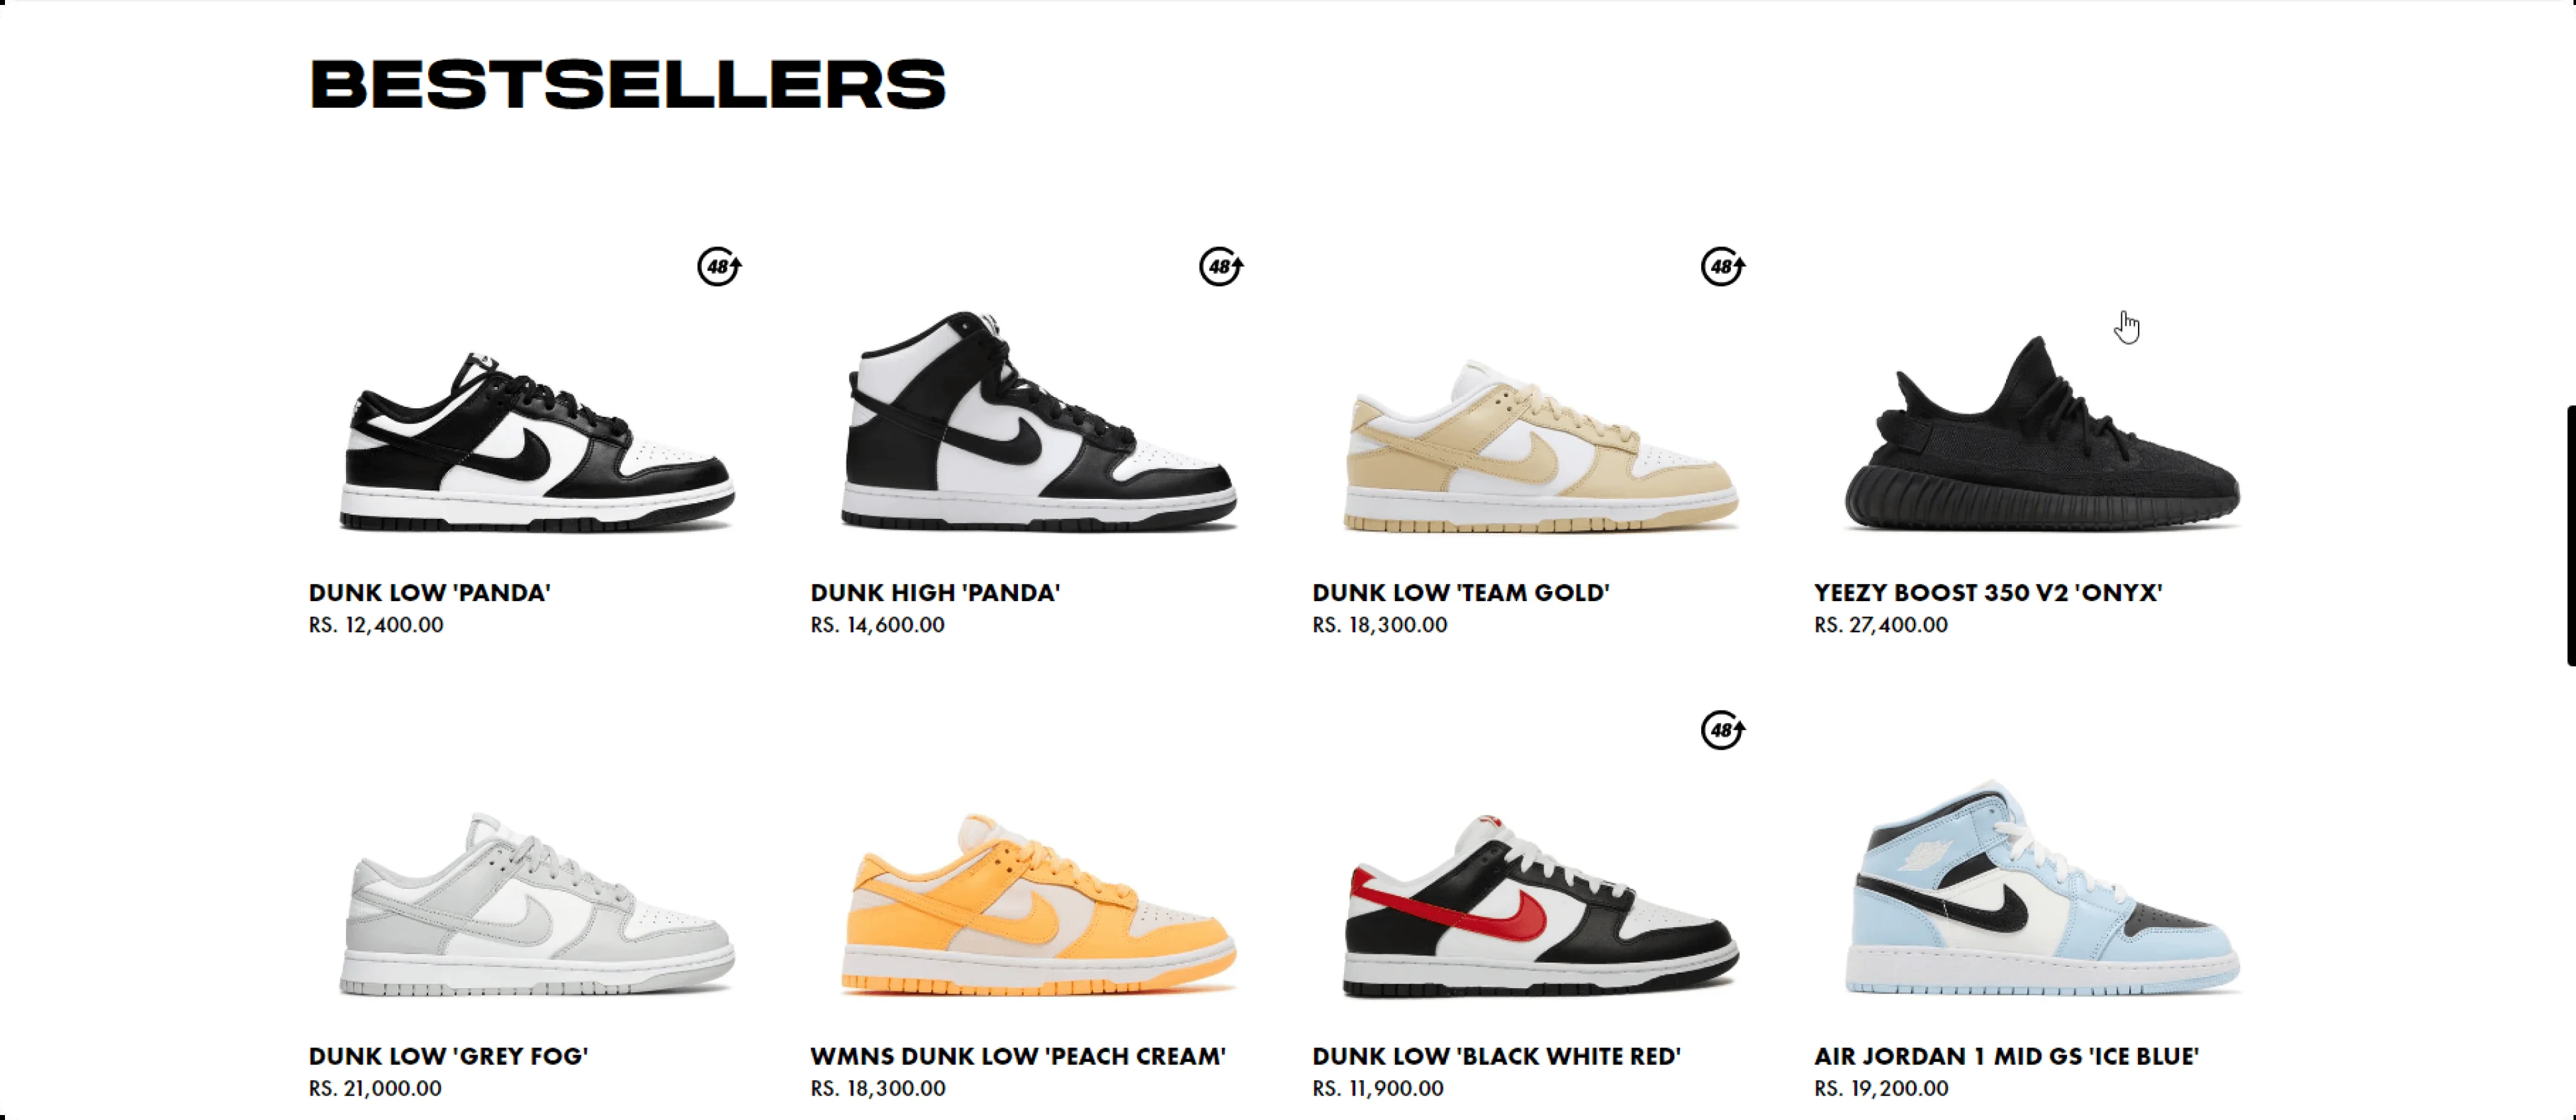 BESTSELLERS
48
48
48
DUNK LOW 'PANDA'
RS. 12,400.00
DUNK HIGH 'PANDA'
RS. 14,600.00
DUNK LOW 'TEAM GOLD'
RS. 18,300.00
YEEZY BOOST 350 V2 'ONYX'
RS. 27,400.00
48
DUNK LOW 'GREY FOG'
RS. 21,000.00
WMNS DUNK LOW 'PEACH CREAM'
RS. 18,300.00
DUNK LOW 'BLACK WHITE RED'
RS. 11,900.00
AIR JORDAN 1 MID GS 'ICE BLUE'
RS. 19,200.00